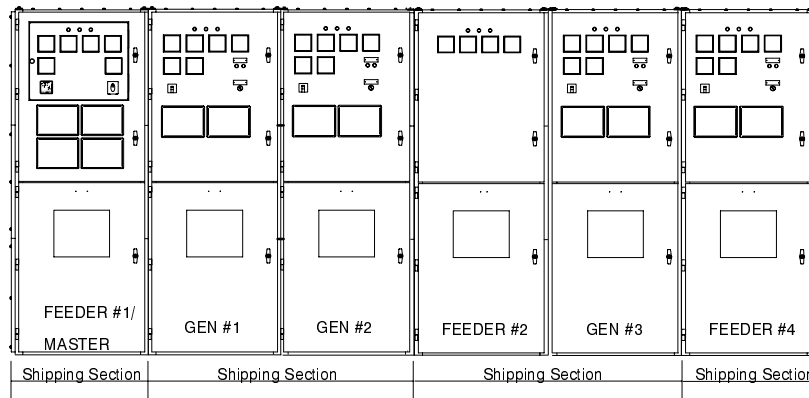 FEEDER #1/
MASTER
GEN #1
GEN #2
FEEDER #2
GEN #3
FEEDER #4
Shipping Section
Shipping Section
Shipping Section
Shipping Section